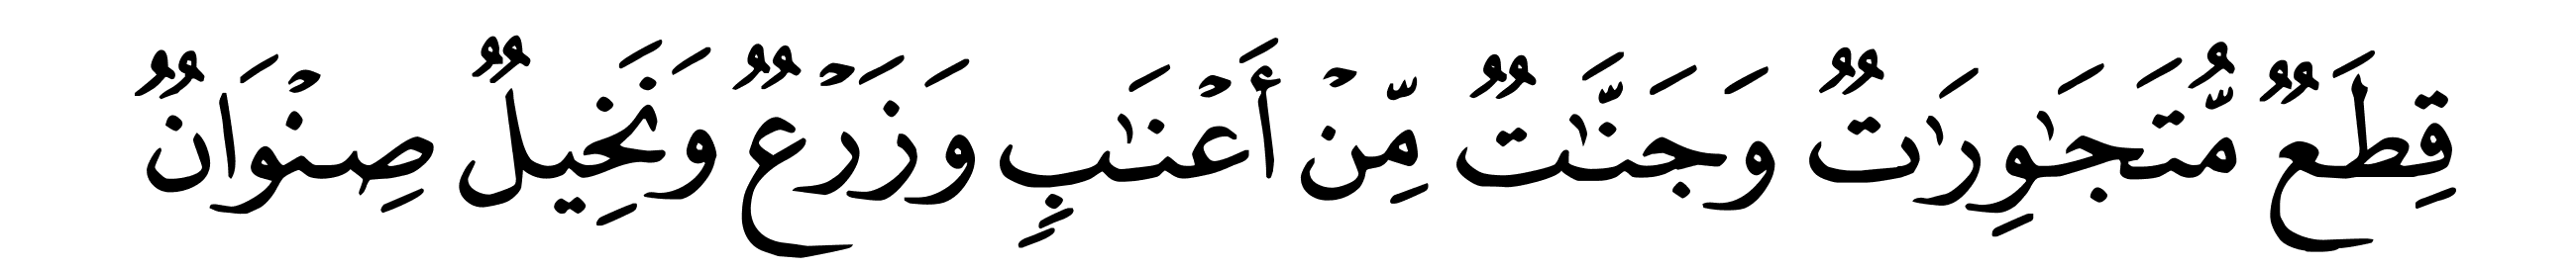 قِطَعٌ مُّتَجَٰوِرَٰتٌ وَجَنَّٰتٌ مِّنْ أَعْنَٰبٍ وَزَرْعٌ وَنَخِيلٌ صِنْوَانٌ